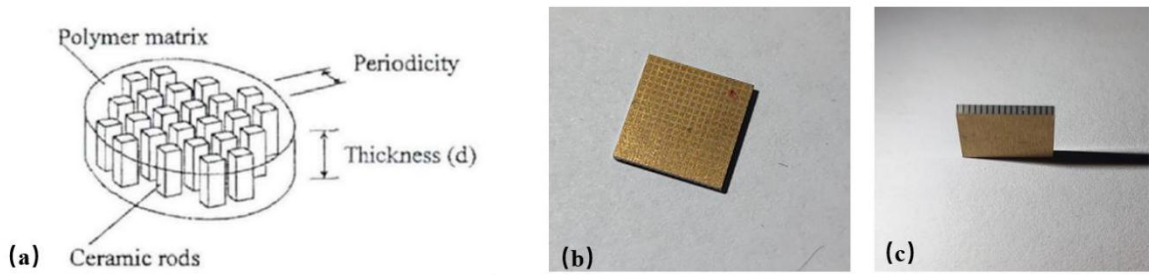 Polymer matrix
Periodicity
Thickness (d)
Ceramic rods
(a)
(b)
(c)